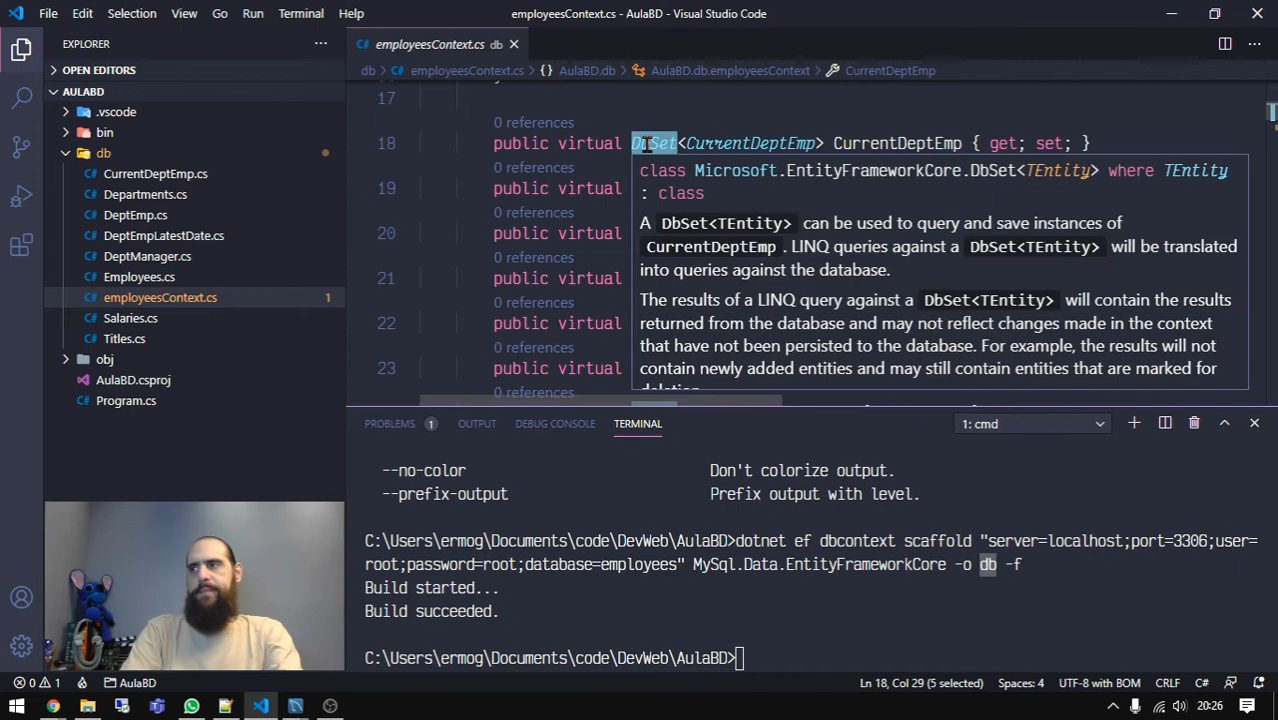 File Edit Selection View Go Run Terminal Help
employeesContext.cs - AulaBD - Visual Studio Code
EXPLORER
OPEN EDITORS
AULABD
.vscode
bin
db
CurrentDeptEmp.cs
Departments.cs
DeptEmp.cs
DeptEmpLatestDate.cs
DeptManager.cs
Employees.cs
employeesContext.cs 1
Salaries.cs
Titles.cs
obj
AulaBD.csproj
Program.cs
employeesContext.cs db
db > employeesContext.cs > {} AulaBD.db > AulaBD.db.employeesContext > CurrentDeptEmp
17
0 references
18 public virtual DbSet<CurrentDeptEmp> CurrentDeptEmp { get; set; }
0 references
19 public virtual
0 references
20 public virtual
0 references
21 public virtual
0 references
22 public virtual
0 references
23 public virtual
0 references
class Microsoft.EntityFrameworkCore.DbSet<TEntity> where TEntity
: class
A DbSet<TEntity> can be used to query and save instances of
CurrentDeptEmp . LINQ queries against a DbSet<TEntity> will be translated
into queries against the database.
The results of a LINQ query against a DbSet<TEntity> will contain the results
returned from the database and may not reflect changes made in the context
that have not been persisted to the database. For example, the results will not
contain newly added entities and may still contain entities that are marked for
deletion.
PROBLEMS 1 OUTPUT DEBUG CONSOLE TERMINAL 1: cmd
--no-color Don't colorize output.
--prefix-output Prefix output with level.
C:\Users\ermog\Documents\code\DevWeb\AulaBD>dotnet ef dbcontext scaffold "server=localhost;port=3306;user=
root;password=root;database=employees" MySql.Data.EntityFrameworkCore -o db -f
Build started...
Build succeeded.
C:\Users\ermog\Documents\code\DevWeb\AulaBD>
0 1 AulaBD Ln 18, Col 29 (5 selected) Spaces: 4 UTF-8 with BOM CRLF C#
20:26